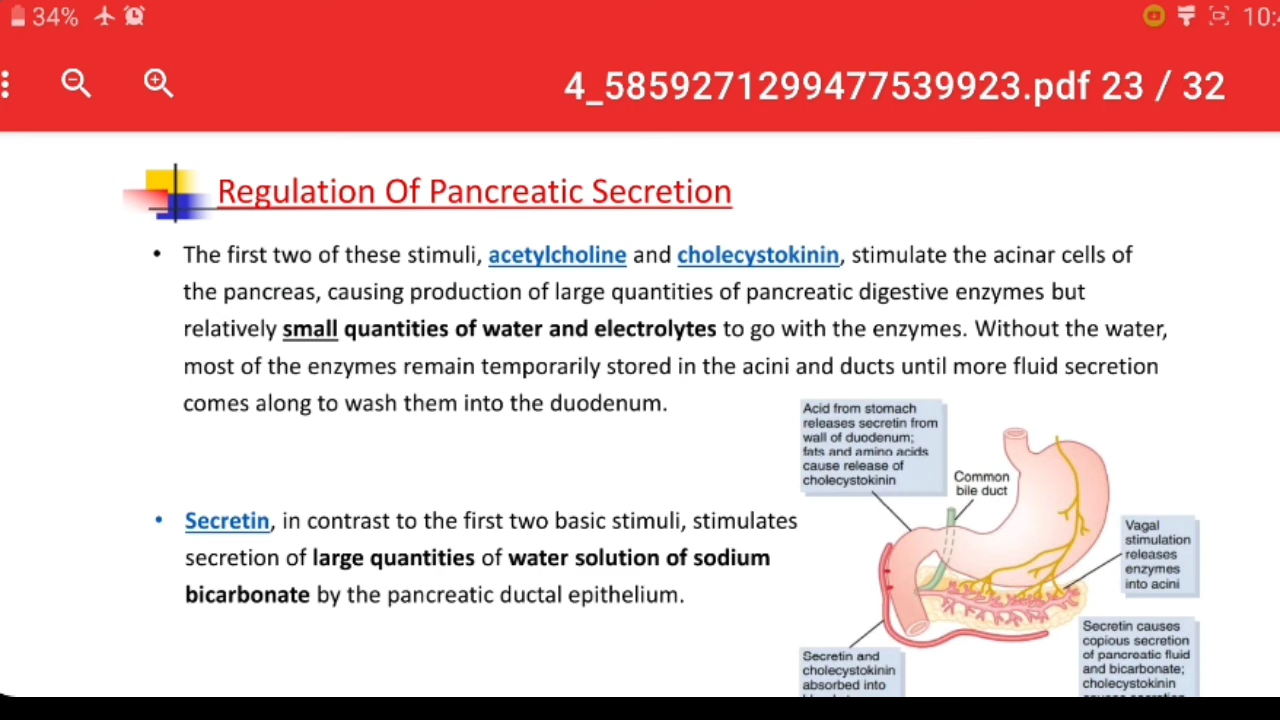 34%
10:4
4_5859271299477539923.pdf 23 / 32
Regulation Of Pancreatic Secretion
• The first two of these stimuli, acetylcholine and cholecystokinin, stimulate the acinar cells of
the pancreas, causing production of large quantities of pancreatic digestive enzymes but
relatively small quantities of water and electrolytes to go with the enzymes. Without the water,
most of the enzymes remain temporarily stored in the acini and ducts until more fluid secretion
comes along to wash them into the duodenum.
• Secretin, in contrast to the first two basic stimuli, stimulates
secretion of large quantities of water solution of sodium
bicarbonate by the pancreatic ductal epithelium.
Acid from stomach
releases secretin from
wall of duodenum;
fats and amino acids
cause release of
cholecystokinin
Common
bile duct
Vagal
stimulation
releases
enzymes
into acini
Secretin and
cholecystokinin
absorbed into
Secretin causes
copious secretion
of pancreatic fluid
and bicarbonate;
cholecystokinin